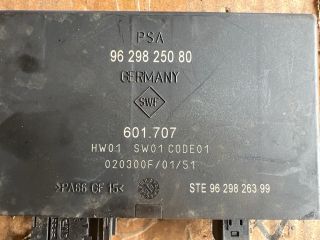 PSA
96 298 250 80
GERMANY
SWF
601.707
HW01 SW01 CODE01
020300F/01/51
>PA66 GF 15<
STE 96 298 263 99